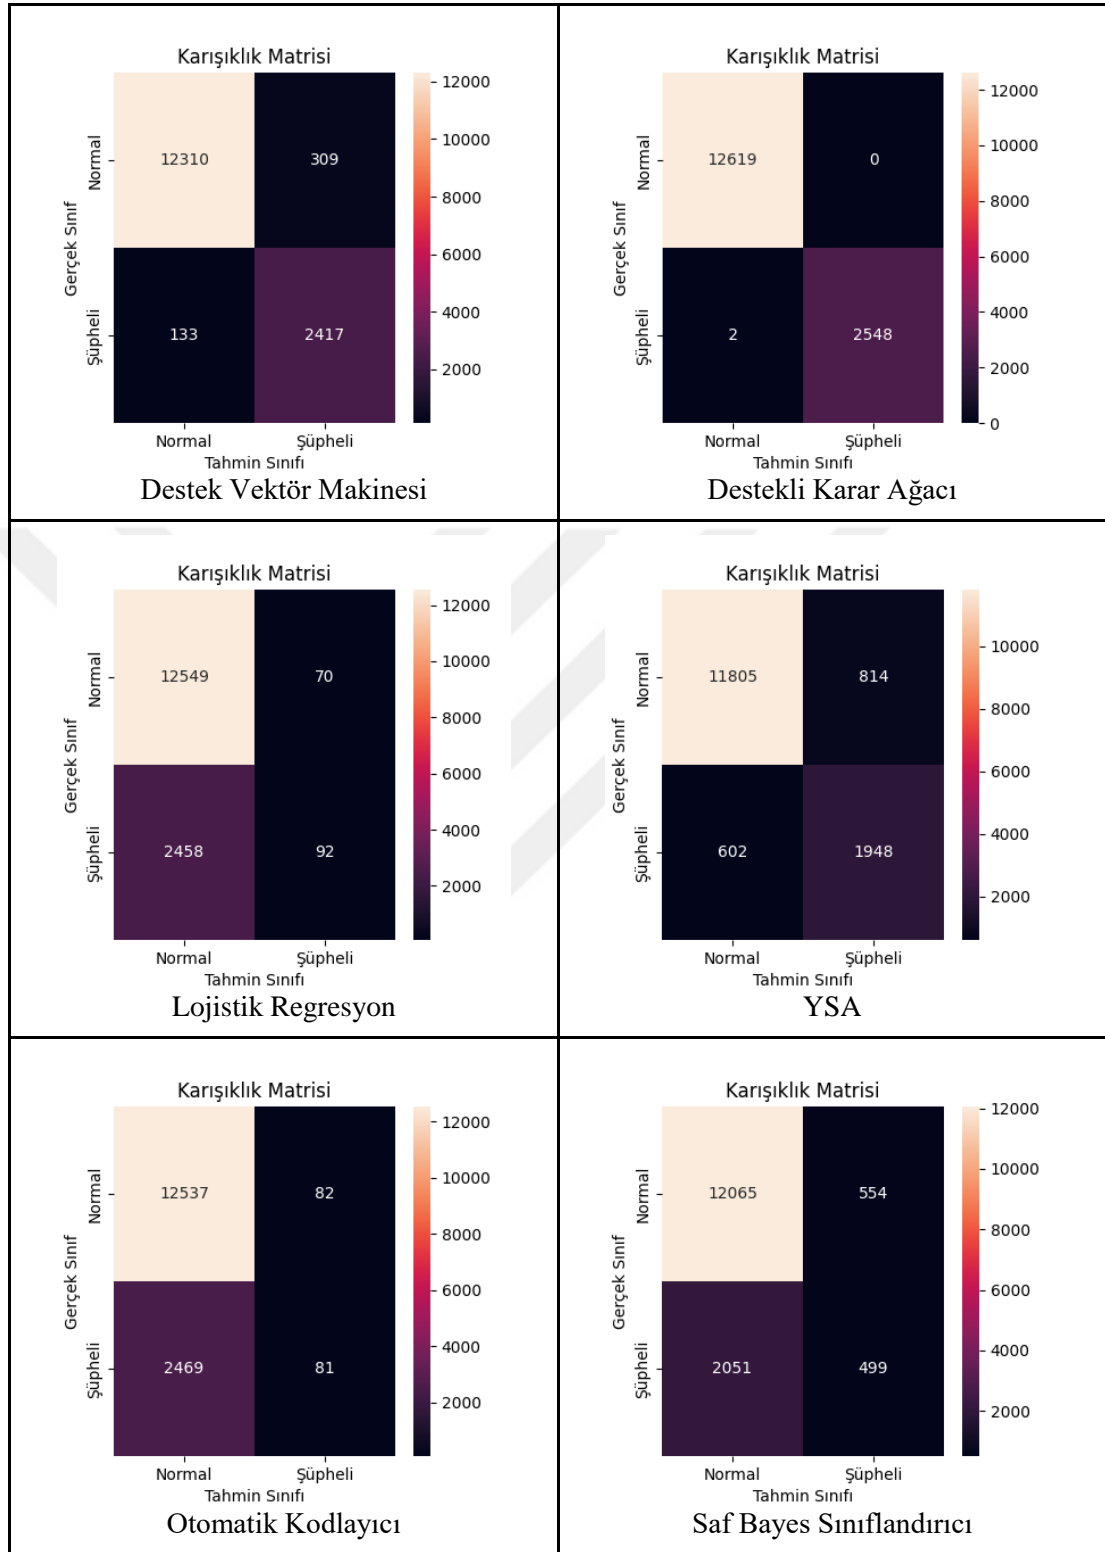 Karışıklık Matrisi
Normal
12310
309
Şüpheli
133
2417
Gerçek Sınıf
Normal
Şüpheli
Tahmin Sınıfı
12000
10000
8000
6000
4000
2000
Destek Vektör Makinesi
Karışıklık Matrisi
Normal
12619
0
Şüpheli
2
2548
Gerçek Sınıf
Normal
Şüpheli
Tahmin Sınıfı
12000
10000
8000
6000
4000
2000
0
Destekli Karar Ağacı
Karışıklık Matrisi
Normal
12549
70
Şüpheli
2458
92
Gerçek Sınıf
Normal
Şüpheli
Tahmin Sınıfı
12000
10000
8000
6000
4000
2000
Lojistik Regresyon
Karışıklık Matrisi
Normal
11805
814
Şüpheli
602
1948
Gerçek Sınıf
Normal
Şüpheli
Tahmin Sınıfı
10000
8000
6000
4000
2000
YSA
Karışıklık Matrisi
Normal
12537
82
Şüpheli
2469
81
Gerçek Sınıf
Normal
Şüpheli
Tahmin Sınıfı
12000
10000
8000
6000
4000
2000
Otomatik Kodlayıcı
Karışıklık Matrisi
Normal
12065
554
Şüpheli
2051
499
Gerçek Sınıf
Normal
Şüpheli
Tahmin Sınıfı
12000
10000
8000
6000
4000
2000
Saf Bayes Sınıflandırıcı